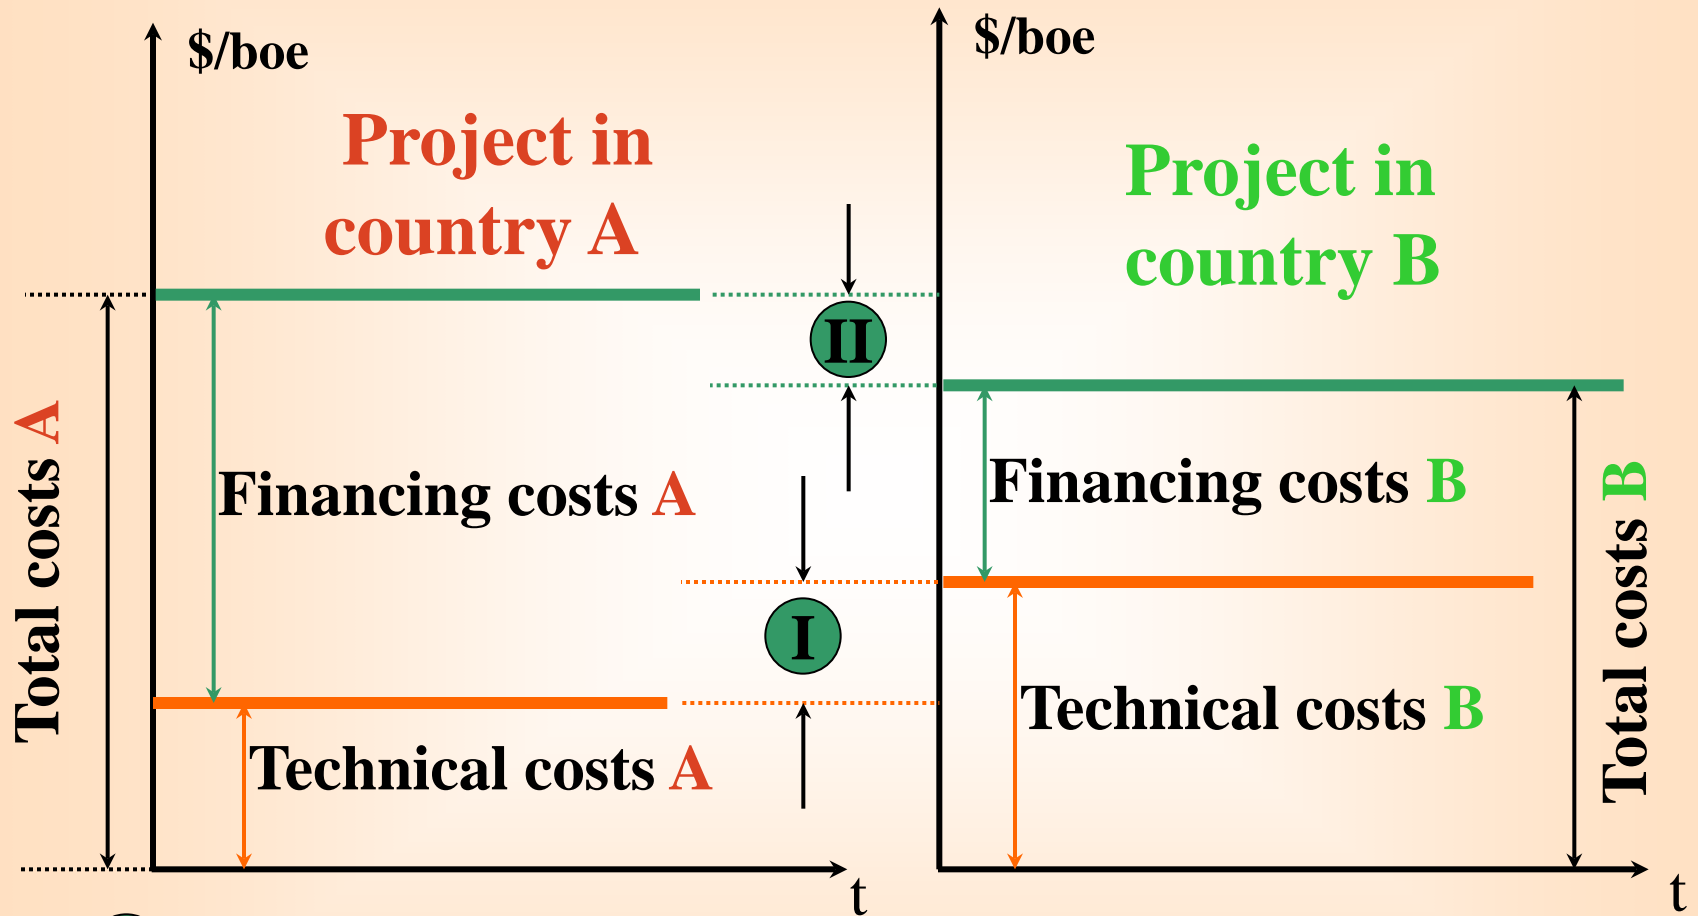 $/boe
Project in
country A
Total costs A
Financing costs A
Technical costs A
t
II
I
$/boe
Project in
country B
Financing costs B
Technical costs B
Total costs B
t